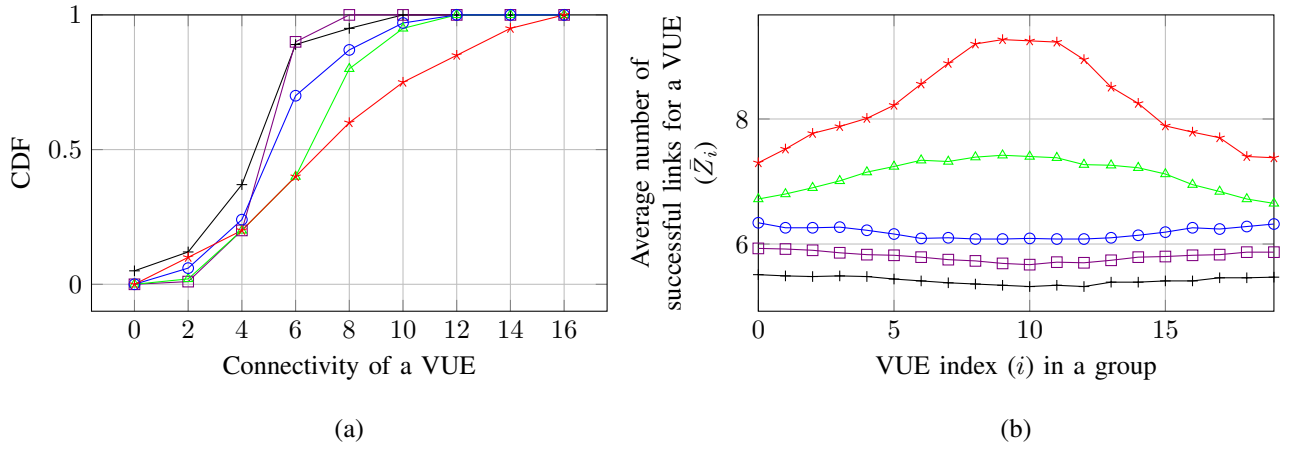 1
0.5
0
CDF
0 2 4 6 8 10 12 14 16
Connectivity of a VUE
(a)
Average number of
successful links for a VUE
(Z̄ᵢ)
8
6
0 5 10 15
VUE index (i) in a group
(b)